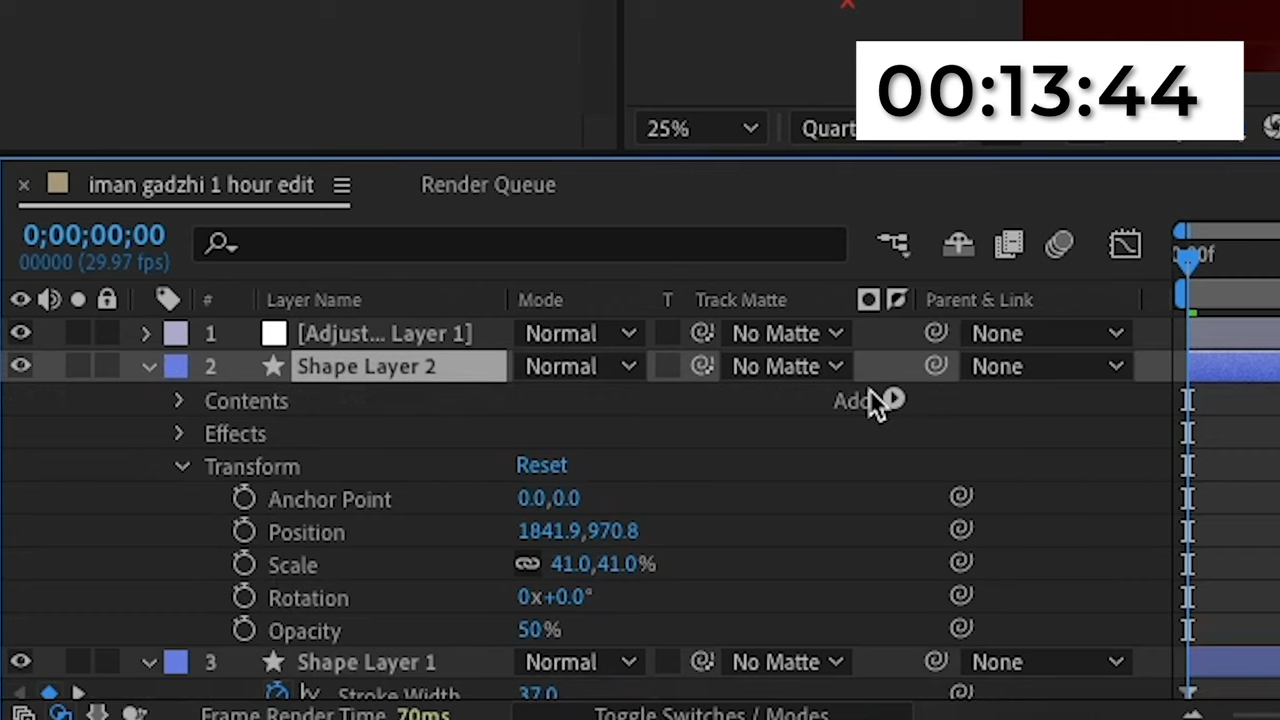 00:13:44
25% Quart
iman gadzhi 1 hour edit Render Queue
0;00;00;00
00000 (29.97 fps)
# Layer Name Mode T Track Matte Parent & Link
1 [Adjust... Layer 1] Normal No Matte None
2 Shape Layer 2 Normal No Matte None
Contents Add
Effects
Transform Reset
Anchor Point 0.0,0.0
Position 1841.9,970.8
Scale 41.0,41.0%
Rotation 0x+0.0°
Opacity 50%
3 Shape Layer 1 Normal No Matte None
Stroke Width 37.0
Frame Render Time 70ms Toggle Switches / Modes